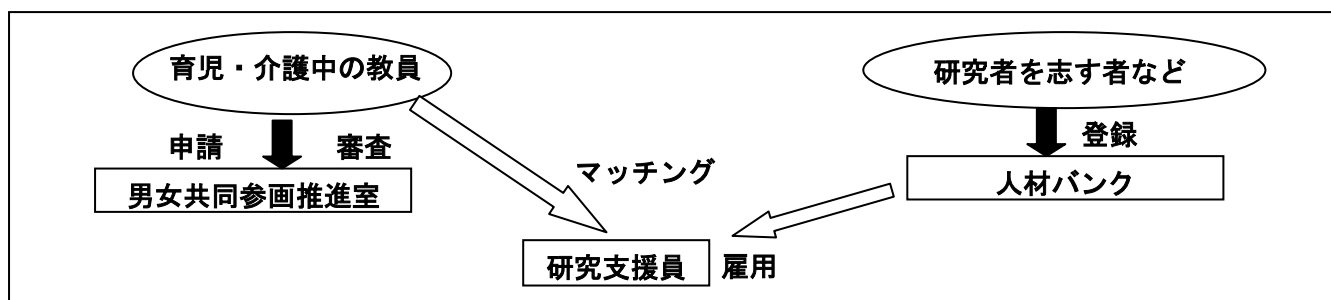 育児・介護中の教員
研究者を志す者など
申請
審査
登録
男女共同参画推進室
マッチング
人材バンク
研究支援員
雇用